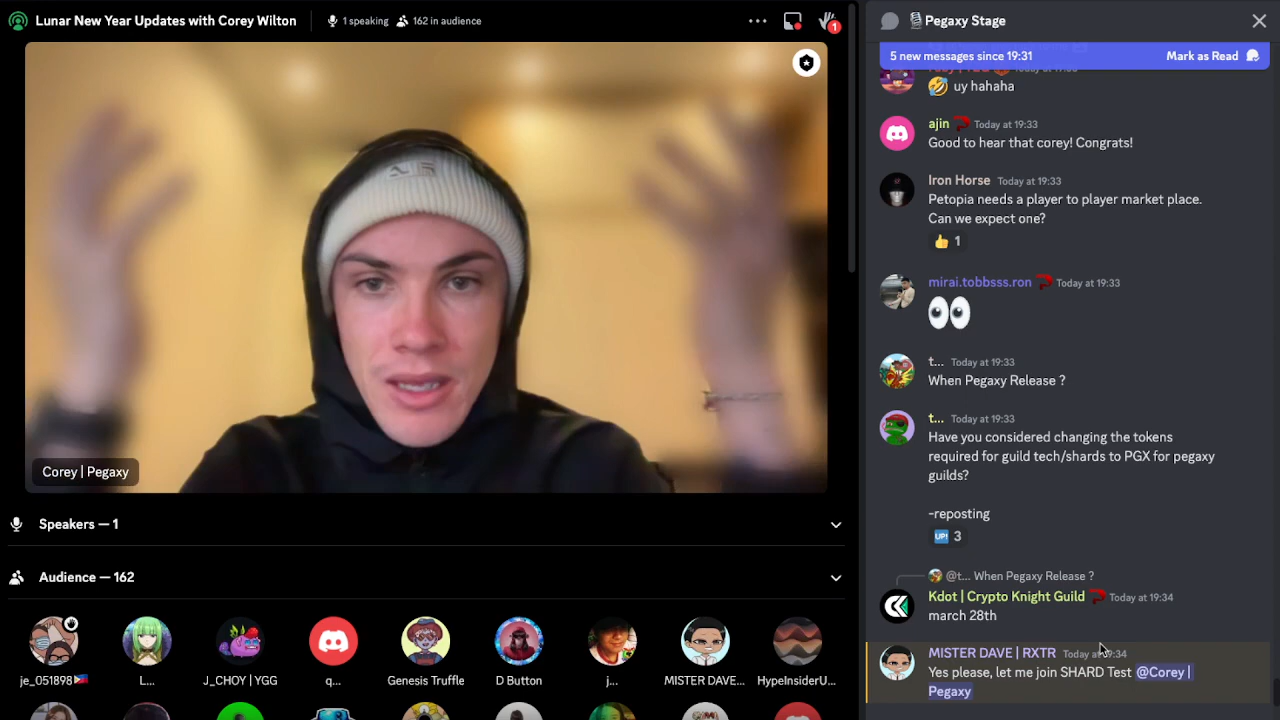 Lunar New Year Updates with Corey Wilton
1 speaking
162 in audience
1
Corey | Pegaxy
Speakers — 1
Audience — 162
je_051898
L...
J_CHOY | YGG
q...
Genesis Truffle
D Button
j...
MISTER DAVE...
HypeInsiderU...
Pegaxy Stage
5 new messages since 19:31
Mark as Read
uy hahaha
ajin Today at 19:33
Good to hear that corey! Congrats!
Iron Horse Today at 19:33
Petopia needs a player to player market place.
Can we expect one?
1
mirai.tobbsss.ron Today at 19:33
t... Today at 19:33
When Pegaxy Release ?
t... Today at 19:33
Have you considered changing the tokens
required for guild tech/shards to PGX for pegaxy
guilds?
-reposting
UP! 3
@t... When Pegaxy Release ?
Kdot | Crypto Knight Guild Today at 19:34
march 28th
MISTER DAVE | RXTR Today at 19:34
Yes please, let me join SHARD Test @Corey |
Pegaxy